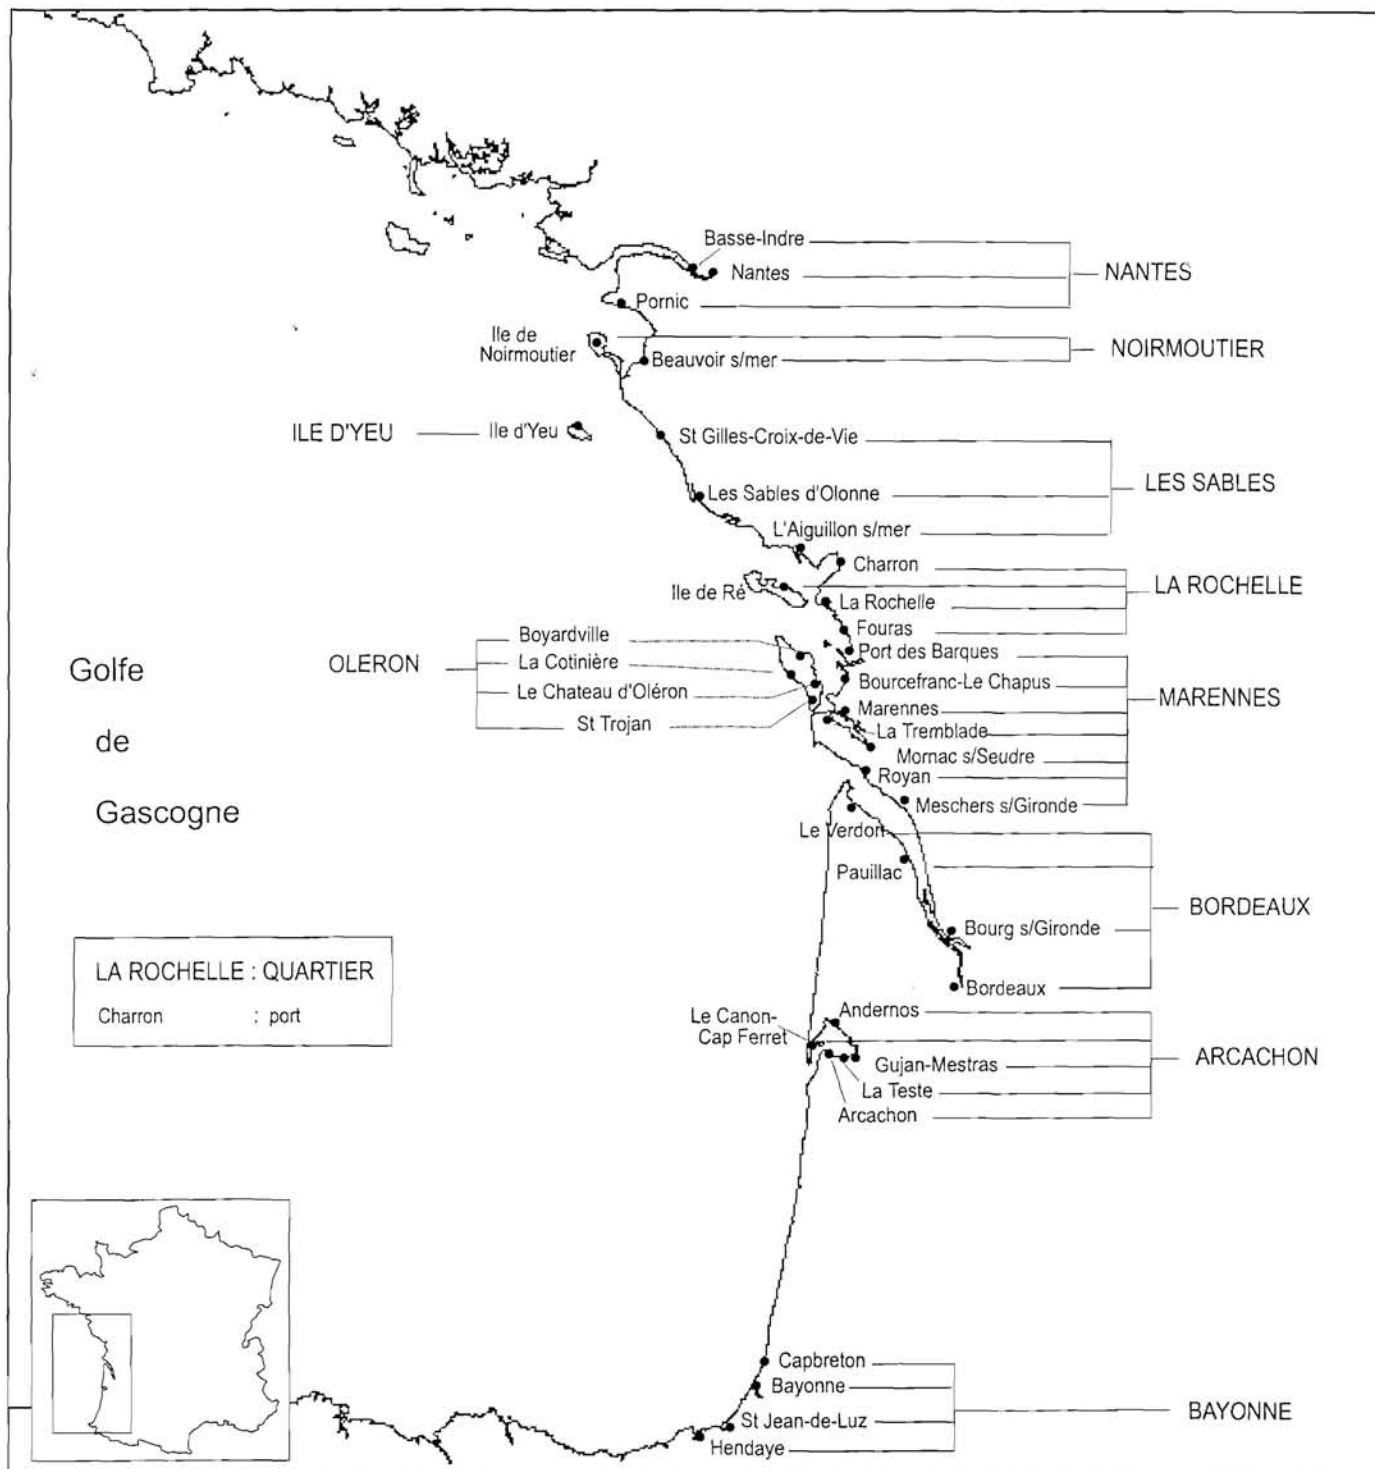 Basse-Indre
Nantes
NANTES
Pornic
Ile de
Noirmoutier
Beauvoir s/mer
NOIRMOUTIER
ILE D'YEU
Ile d'Yeu
St Gilles-Croix-de-Vie
Les Sables d'Olonne
LES SABLES
L'Aiguillon s/mer
Charron
Ile de Ré
LA ROCHELLE
La Rochelle
Fouras
Boyardville
Port des Barques
OLERON
La Cotinière
Bourcefranc-Le Chapus
Le Chateau d'Oléron
MARENNES
Marennes
St Trojan
La Tremblade
Mornac s/Seudre
Royan
Meschers s/Gironde
Golfe
de
Gascogne
Le Verdon
Pauillac
BORDEAUX
Bourg s/Gironde
Bordeaux
LA ROCHELLE : QUARTIER
Charron : port
Andernos
Le Canon-
Cap Ferret
ARCACHON
Gujan-Mestras
La Teste
Arcachon
Capbreton
Bayonne
BAYONNE
St Jean-de-Luz
Hendaye